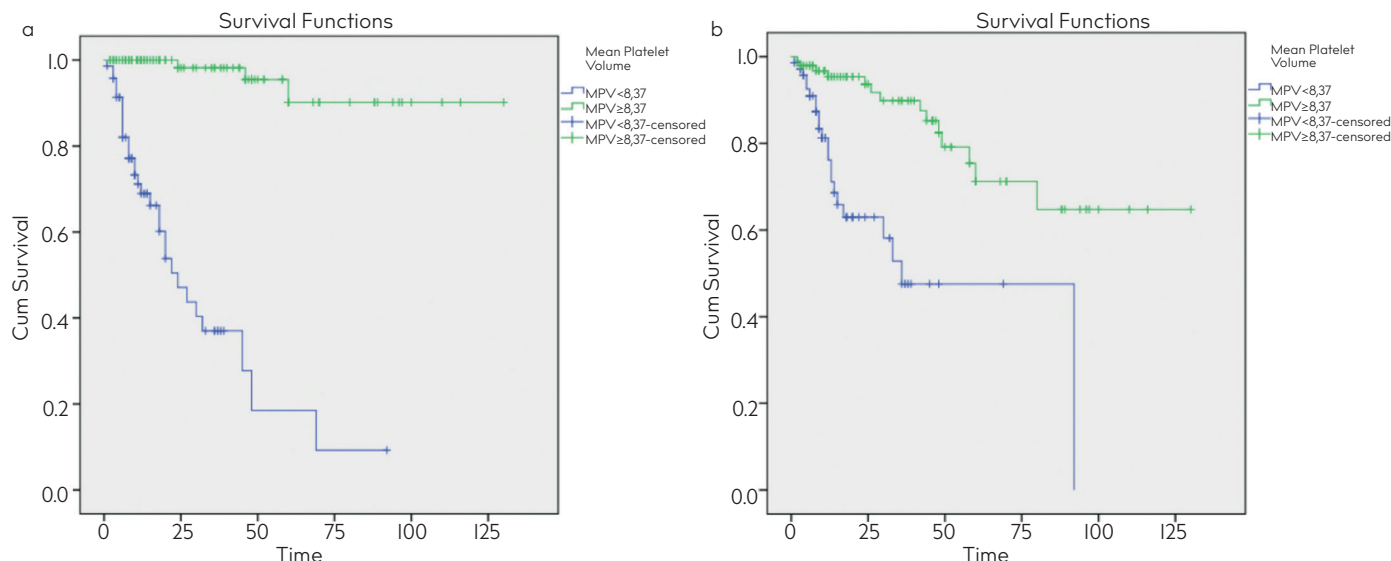 a
Survival Functions
Cum Survival
1.0
0.8
0.6
0.4
0.2
0.0
0 25 50 75 100 125
Time
Mean Platelet
Volume
MPV<8,37
MPV≥8,37
MPV<8,37-censored
MPV≥8,37-censored
b
Survival Functions
Cum Survival
1.0
0.8
0.6
0.4
0.2
0.0
0 25 50 75 100 125
Time
Mean Platelet
Volume
MPV<8,37
MPV≥8,37
MPV<8,37-censored
MPV≥8,37-censored